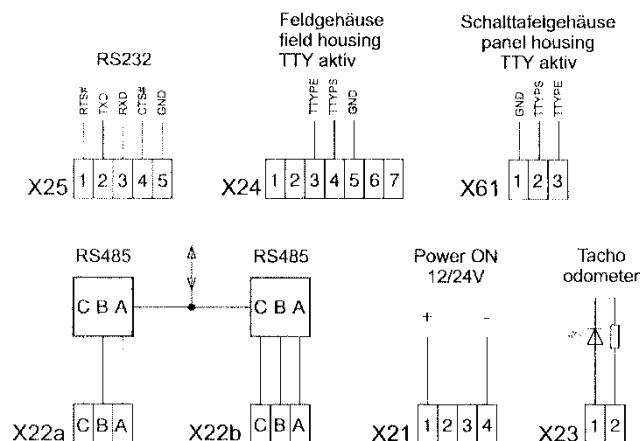 Feldgehäuse
field housing
TTY aktiv
Schalttafelgehäuse
panel housing
TTY aktiv
RS232
RTS# TXD RXD CTS# GND
TTYPE TTYPS GND
GND TTYPS TTYPE
X25 1 2 3 4 5
X24 1 2 3 4 5 6 7
X61 1 2 3
RS485
RS485
Power ON
12/24V
Tacho
odometer
C B A
C B A
+ -
X22a C B A
X22b C B A
X21 1 2 3 4
X23 1 2